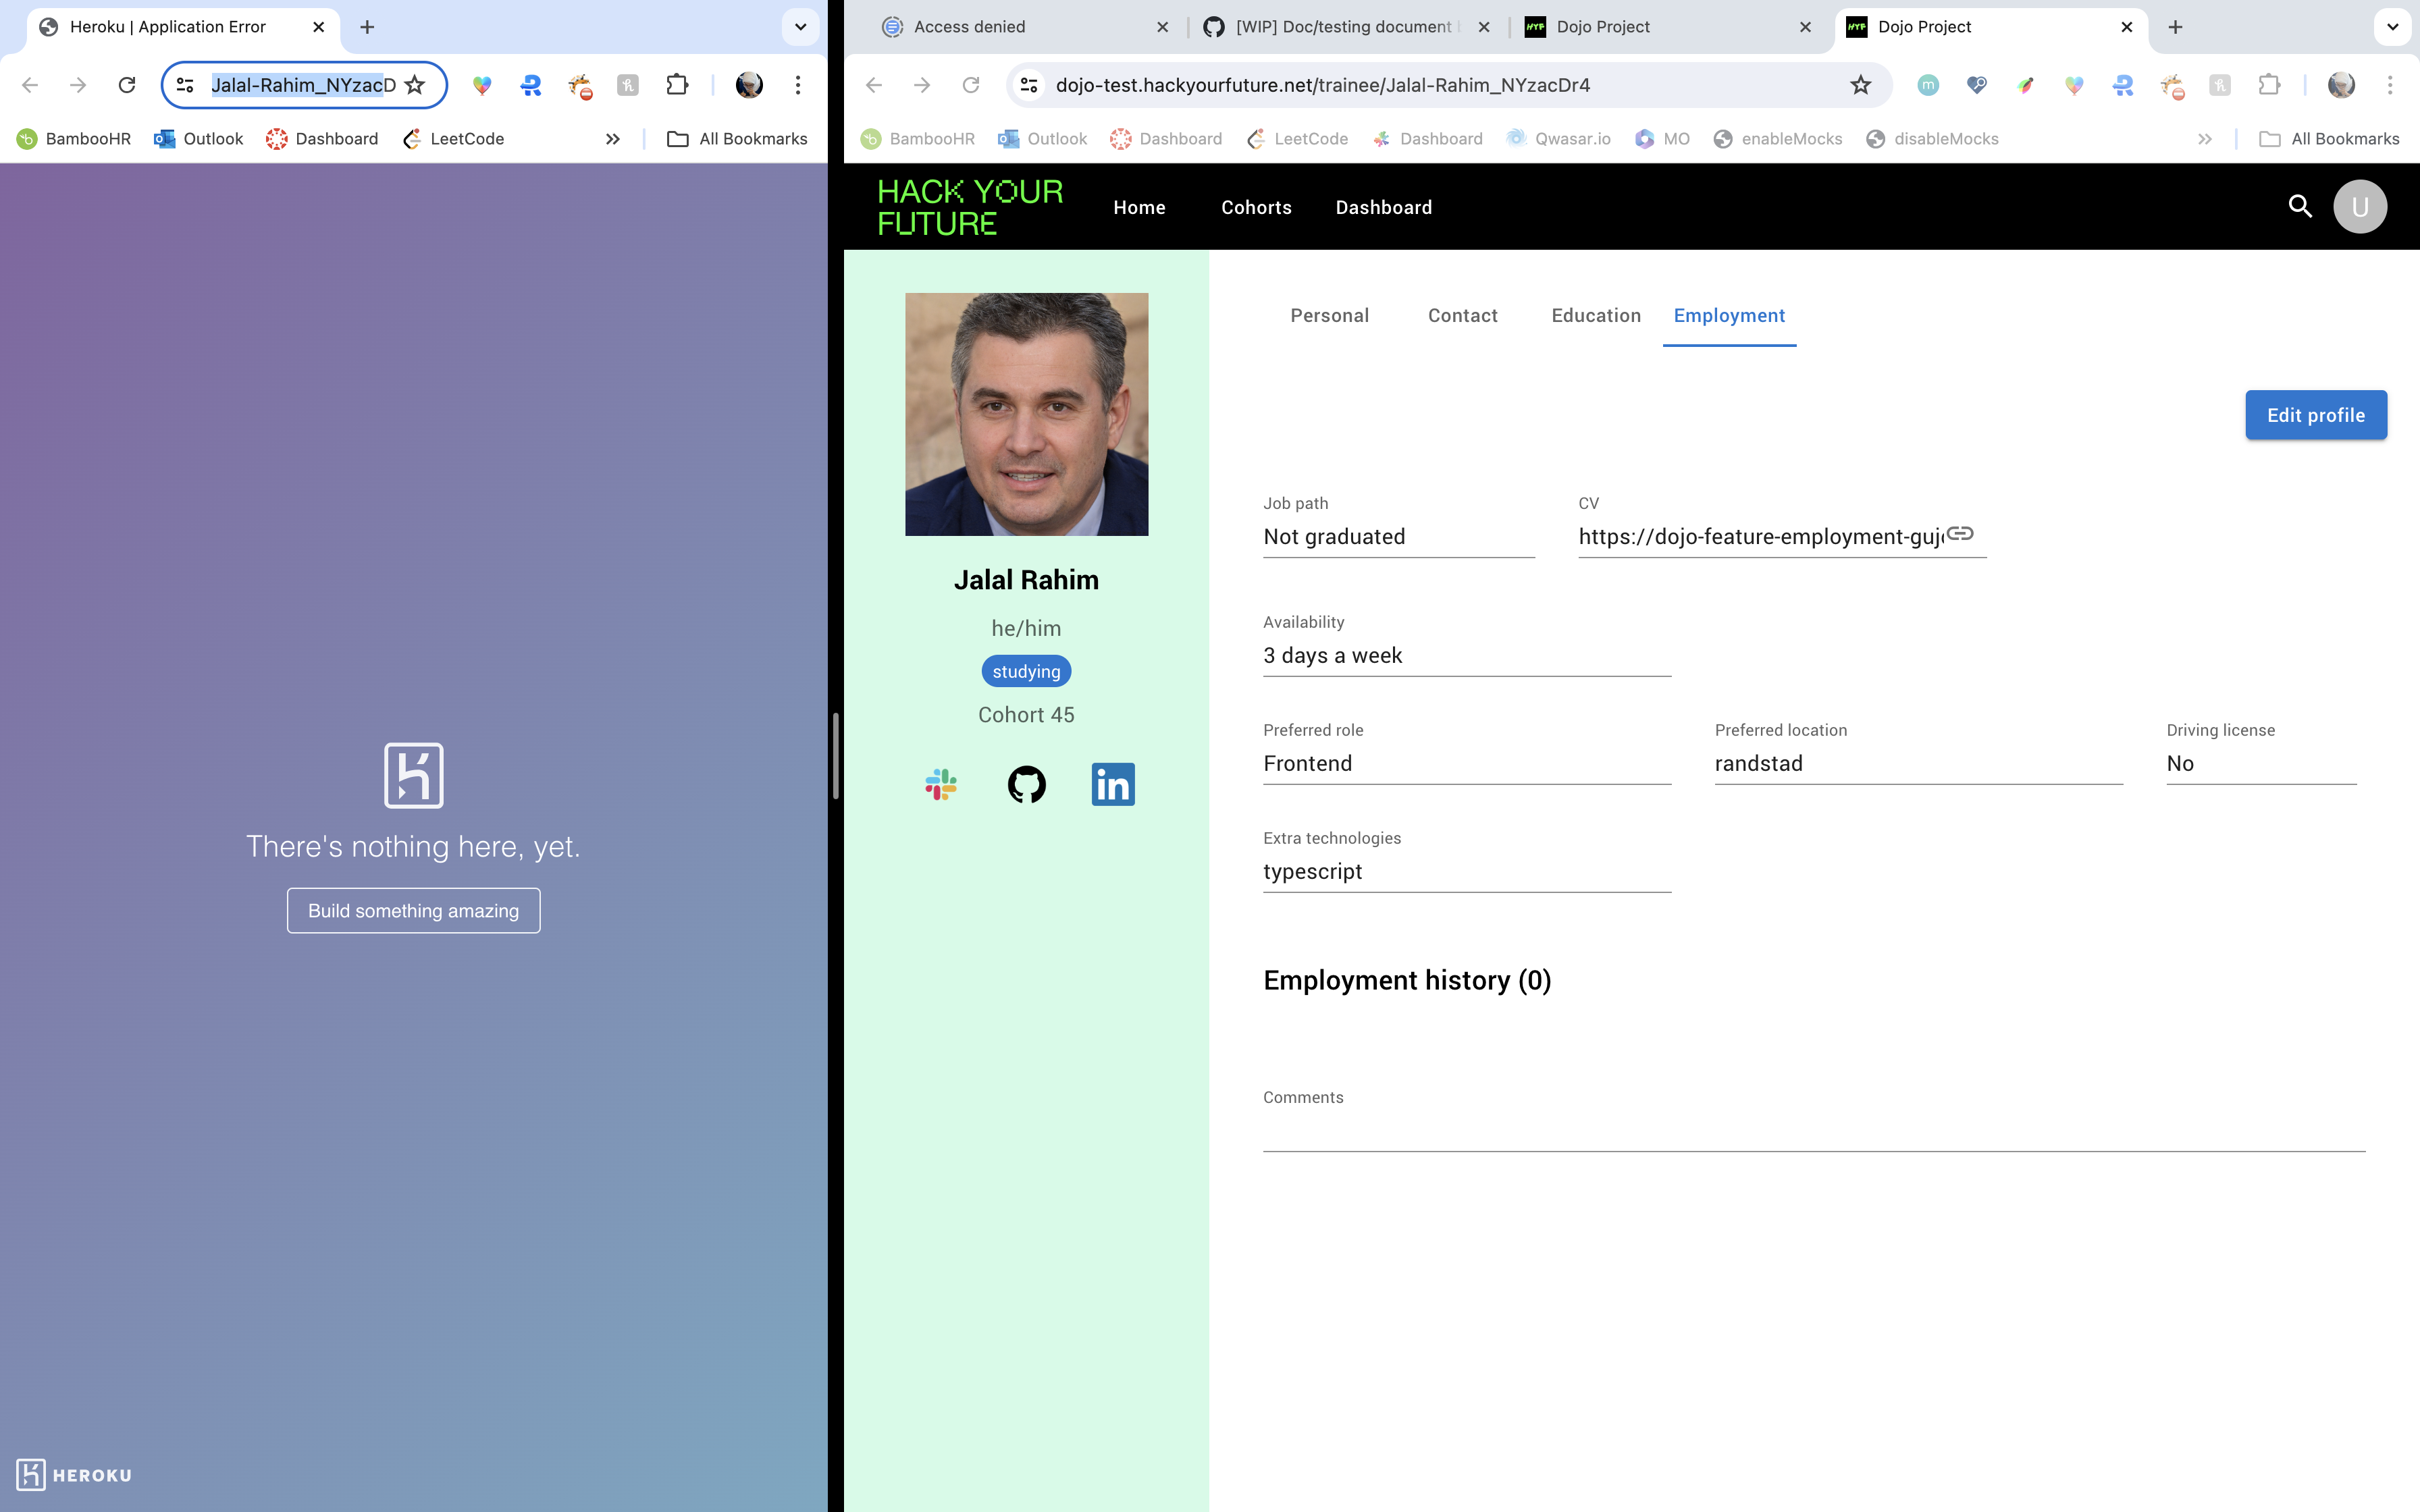 Heroku | Application Error
Jalal-Rahim_NYzacD
BambooHR
Outlook
Dashboard
LeetCode
All Bookmarks
There's nothing here, yet.
Build something amazing
HEROKU
Access denied
[WIP] Doc/testing document
Dojo Project
Dojo Project
dojo-test.hackyourfuture.net/trainee/Jalal-Rahim_NYzacDr4
BambooHR
Outlook
Dashboard
LeetCode
Dashboard
Qwasar.io
MO
enableMocks
disableMocks
All Bookmarks
HACK YOUR
FUTURE
Home
Cohorts
Dashboard
U
Jalal Rahim
he/him
studying
Cohort 45
in
Personal
Contact
Education
Employment
Edit profile
Job path
Not graduated
CV
https://dojo-feature-employment-guj
Availability
3 days a week
Preferred role
Frontend
Preferred location
randstad
Driving license
No
Extra technologies
typescript
Employment history (0)
Comments